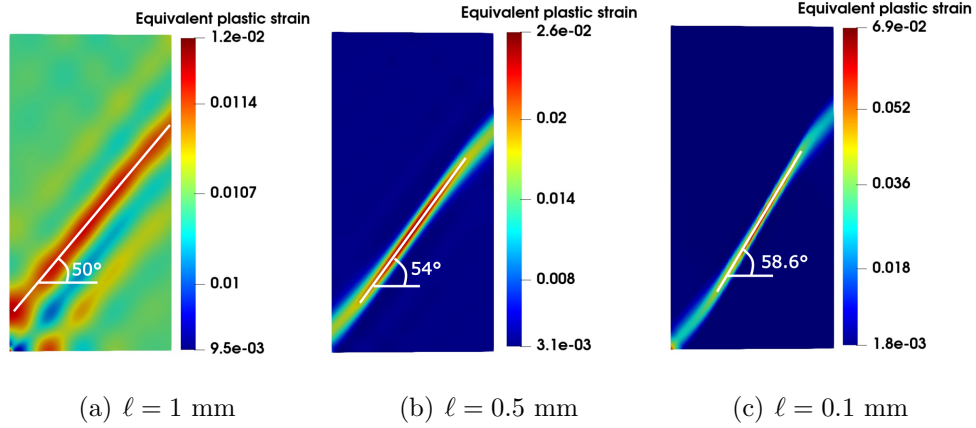 Equivalent plastic strain
1.2e-02
0.0114
0.0107
0.01
9.5e-03
50°
Equivalent plastic strain
2.6e-02
0.02
0.014
0.008
3.1e-03
54°
Equivalent plastic strain
6.9e-02
0.052
0.036
0.018
1.8e-03
58.6°
(a) ℓ = 1 mm
(b) ℓ = 0.5 mm
(c) ℓ = 0.1 mm